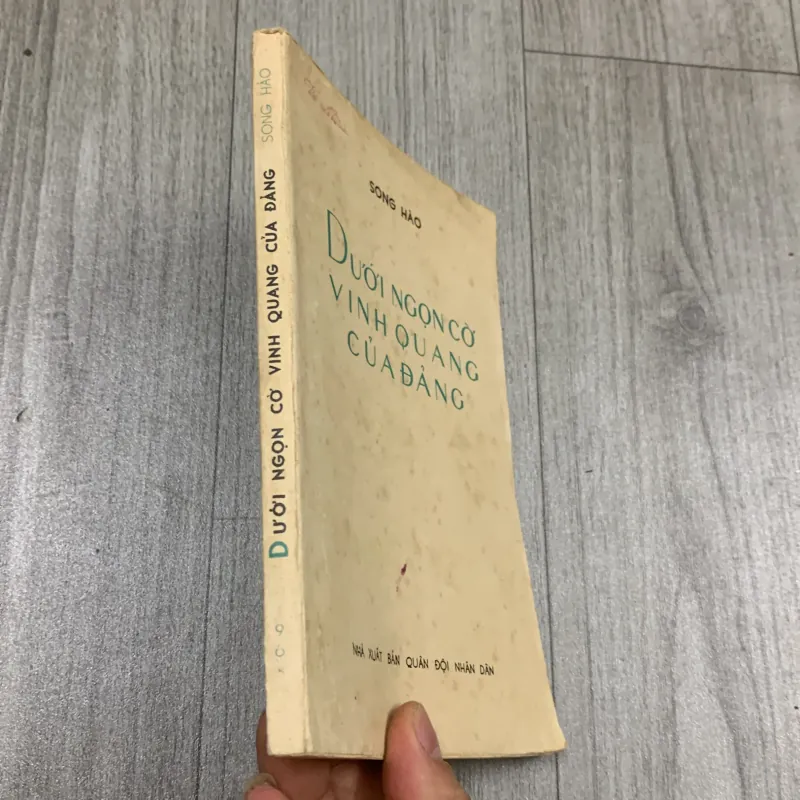 SONG HÀO
DƯỚI NGỌN CỜ
VINH QUANG
CỦA ĐẢNG
NHÀ XUẤT BẢN QUÂN ĐỘI NHÂN DÂN
DƯỚI NGỌN CỜ VINH QUANG CỦA ĐẢNG SONG HÀO